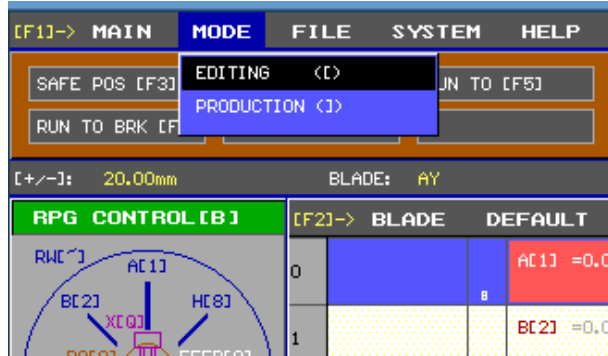 [F1]-> MAIN MODE FILE SYSTEM HELP
EDITING ([)
PRODUCTION (])
SAFE POS [F3]
UN TO [F5]
RUN TO BRK [F
[+/-]: 20.00mm BLADE: AY
RPG CONTROL[B]
[F2]-> BLADE DEFAULT
RW[~]
A[1]
B[2]
H[8]
X[Q]
0
B
A[1] =0.0
1
B[2] =0.0